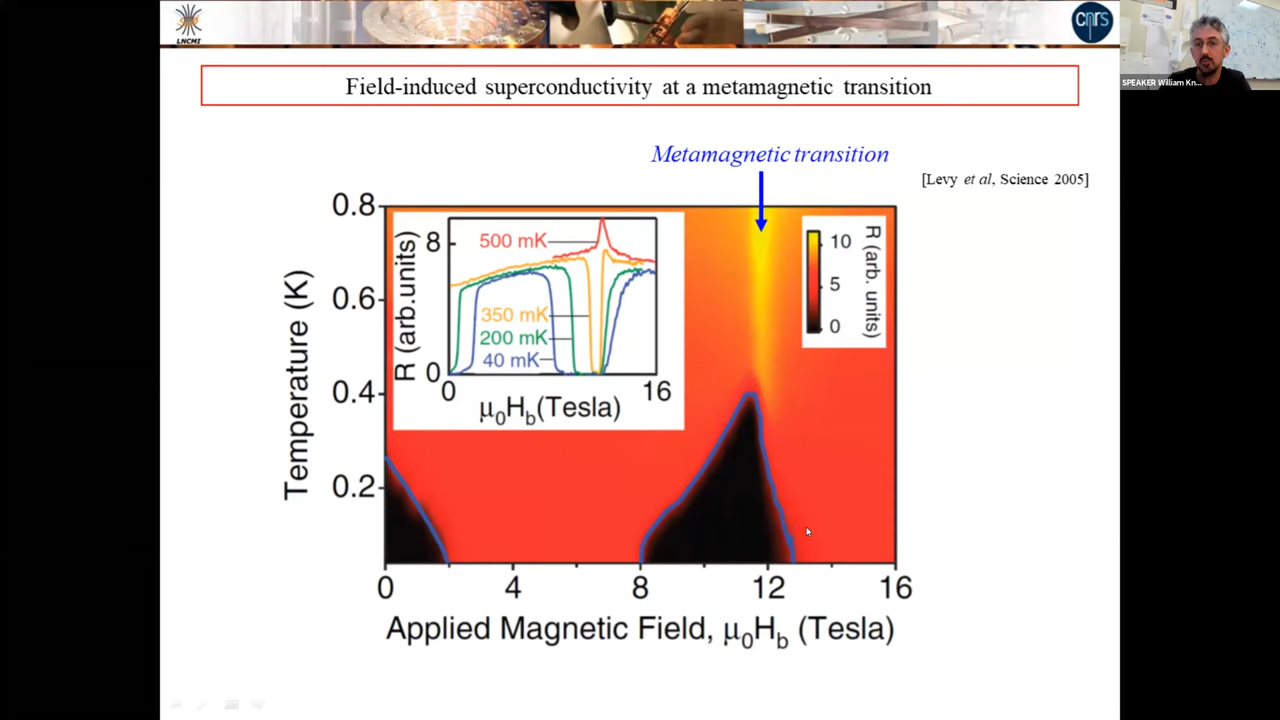 LNCMI
cnrs
SPEAKER William Kn...
Field-induced superconductivity at a metamagnetic transition
Metamagnetic transition
[Levy et al, Science 2005]
0.8
0.6
0.4
0.2
Temperature (K)
8
0
R (arb.units)
500 mK
350 mK
200 mK
40 mK
0
16
μ0Hb(Tesla)
10
5
0
R (arb. units)
0
4
8
12
16
Applied Magnetic Field, μ0Hb (Tesla)